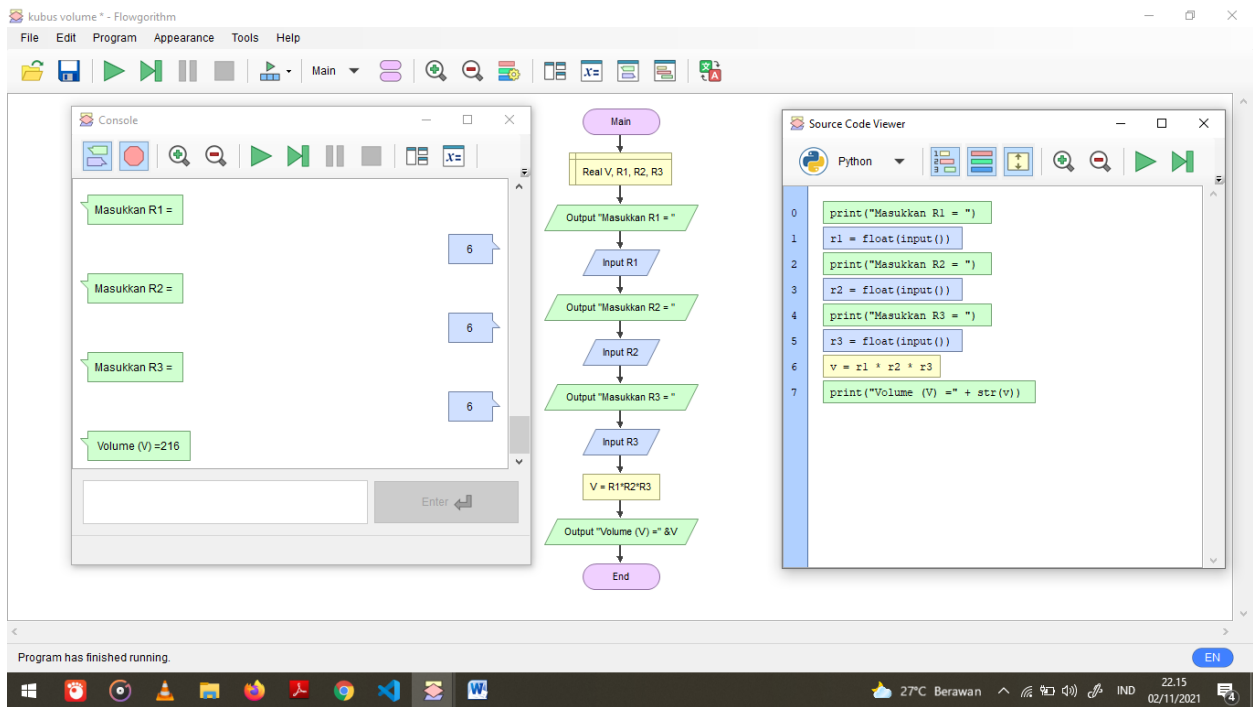 kubus volume * - Flowgorithm
File Edit Program Appearance Tools Help
Main
Console
Masukkan R1 =
6
Masukkan R2 =
6
Masukkan R3 =
6
Volume (V) =216
Enter
Main
Real V, R1, R2, R3
Output "Masukkan R1 = "
Input R1
Output "Masukkan R2 = "
Input R2
Output "Masukkan R3 = "
Input R3
V = R1*R2*R3
Output "Volume (V) =" &V
End
Source Code Viewer
Python
0 print("Masukkan R1 = ")
1 r1 = float(input())
2 print("Masukkan R2 = ")
3 r2 = float(input())
4 print("Masukkan R3 = ")
5 r3 = float(input())
6 v = r1 * r2 * r3
7 print("Volume (V) =" + str(v))
Program has finished running.
EN
27°C Berawan
IND
22.15
02/11/2021
4